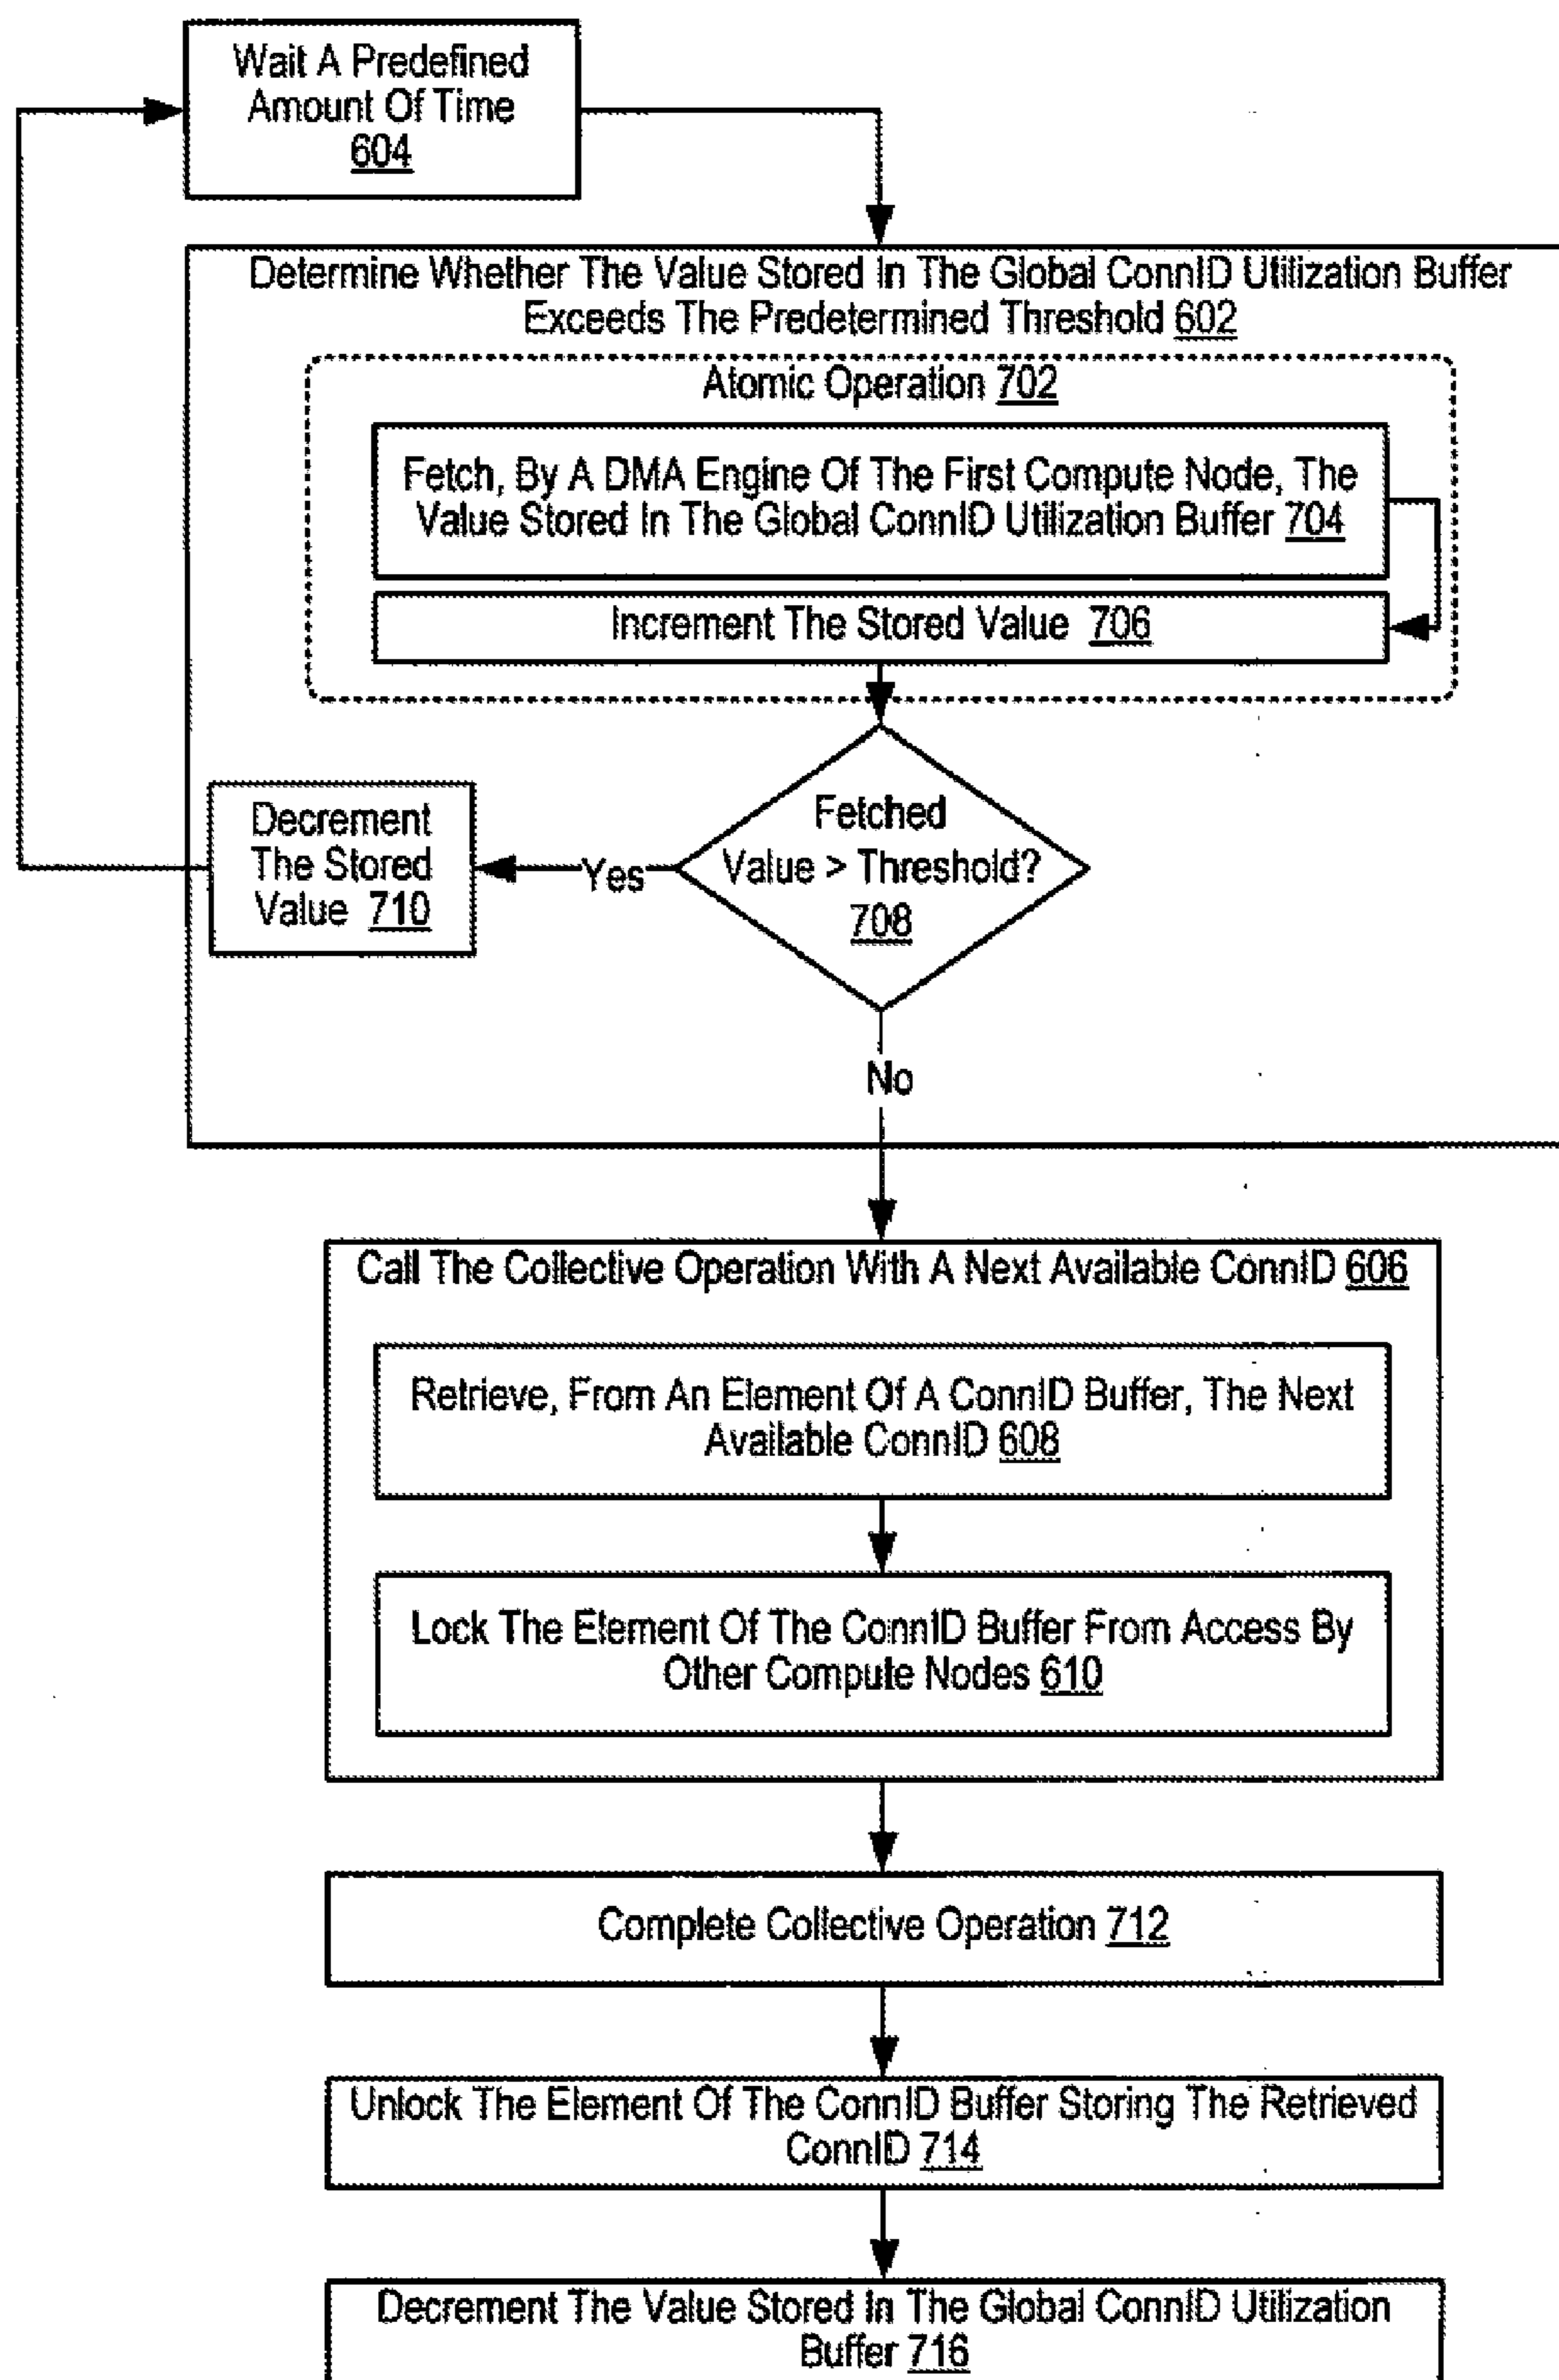 Wait A Predefined
Amount Of Time
604
Determine Whether The Value Stored In The Global ConnID Utilization Buffer
Exceeds The Predetermined Threshold 602
Atomic Operation 702
Fetch, By A DMA Engine Of The First Compute Node, The
Value Stored In The Global ConnID Utilization Buffer 704
Increment The Stored Value 706
Fetched
Value > Threshold?
708
Yes
Decrement
The Stored
Value 710
No
Call The Collective Operation With A Next Available ConnID 606
Retrieve, From An Element Of A ConnID Buffer, The Next
Available ConnID 608
Lock The Element Of The ConnID Buffer From Access By
Other Compute Nodes 610
Complete Collective Operation 712
Unlock The Element Of The ConnID Buffer Storing The Retrieved
ConnID 714
Decrement The Value Stored In The Global ConnID Utilization
Buffer 716